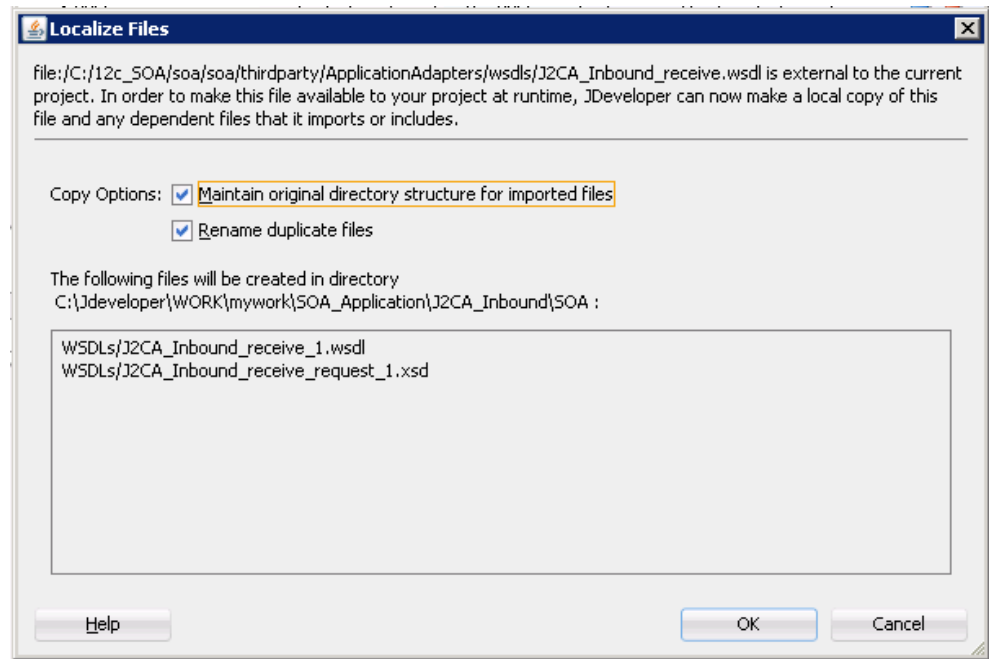 Localize Files
file:/C:/12c_SOA/soa/soa/thirdparty/ApplicationAdapters/wsdls/J2CA_Inbound_receive.wsdl is external to the current
project. In order to make this file available to your project at runtime, JDeveloper can now make a local copy of this
file and any dependent files that it imports or includes.
Copy Options: Maintain original directory structure for imported files
Rename duplicate files
The following files will be created in directory
C:\Jdeveloper\WORK\mywork\SOA_Application\J2CA_Inbound\SOA :
WSDLs/J2CA_Inbound_receive_1.wsdl
WSDLs/J2CA_Inbound_receive_request_1.xsd
Help OK Cancel